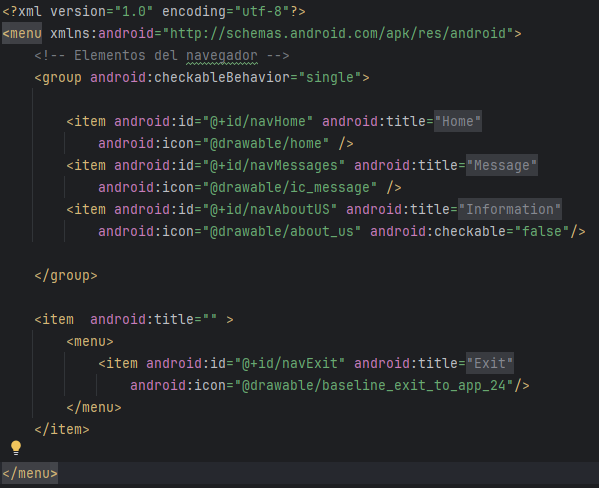 <?xml version="1.0" encoding="utf-8"?>
<menu xmlns:android="http://schemas.android.com/apk/res/android">
    <!-- Elementos del navegador -->
    <group android:checkableBehavior="single">

        <item android:id="@+id/navHome" android:title="Home"
            android:icon="@drawable/home" />
        <item android:id="@+id/navMessages" android:title="Message"
            android:icon="@drawable/ic_message" />
        <item android:id="@+id/navAboutUS" android:title="Information"
            android:icon="@drawable/about_us" android:checkable="false"/>

    </group>

    <item  android:title="" >
        <menu>
            <item android:id="@+id/navExit" android:title="Exit"
                android:icon="@drawable/baseline_exit_to_app_24"/>
        </menu>
    </item>

</menu>